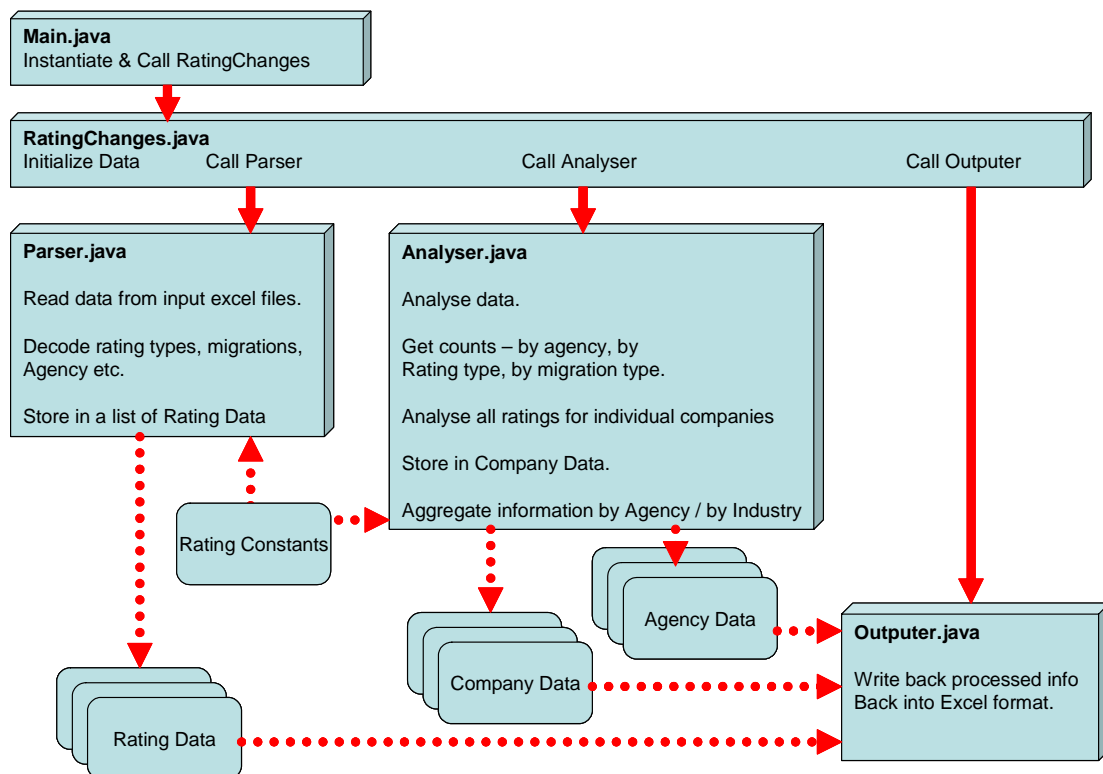 Main.java
Instantiate & Call RatingChanges
RatingChanges.java
Initialize Data Call Parser Call Analyser Call Outputer
Parser.java
Read data from input excel files.
Decode rating types, migrations,
Agency etc.
Store in a list of Rating Data
Analyser.java
Analyse data.
Get counts – by agency, by
Rating type, by migration type.
Analyse all ratings for individual companies
Store in Company Data.
Aggregate information by Agency / by Industry
Rating Constants
Agency Data
Company Data
Rating Data
Outputer.java
Write back processed info
Back into Excel format.